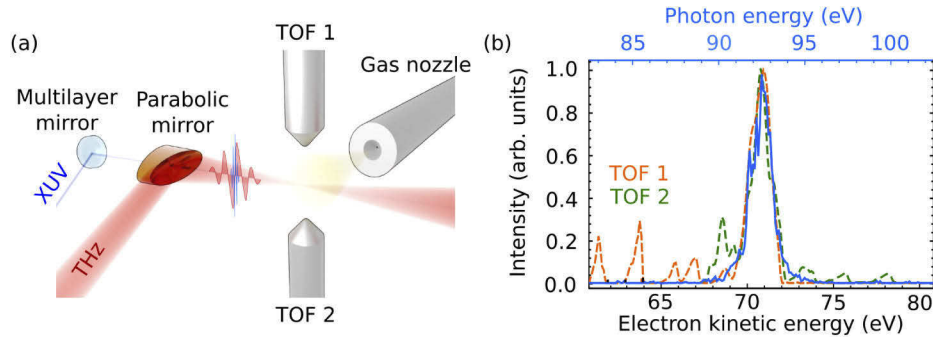 (a)
TOF 1
Gas nozzle
Multilayer
mirror
Parabolic
mirror
XUV
THz
TOF 2
(b)
Photon energy (eV)
85 90 95 100
Intensity (arb. units)
1.0
0.8
0.6
0.4
0.2
0.0
TOF 1
TOF 2
65 70 75 80
Electron kinetic energy (eV)